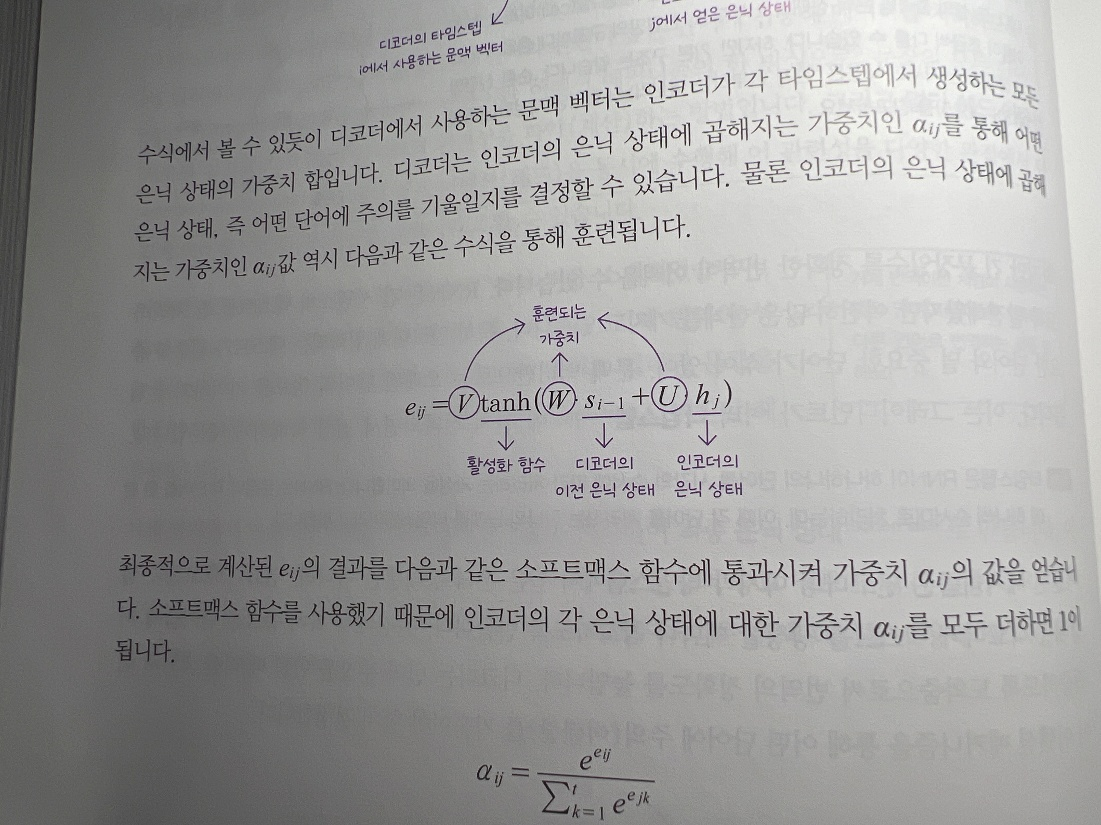 디코더의 타임스텝
i에서 사용하는 문맥 벡터
j에서 얻은 은닉 상태
수식에서 볼 수 있듯이 디코더에서 사용하는 문맥 벡터는 인코더가 각 타임스텝에서 생성하는 모든
은닉 상태의 가중치 합입니다. 디코더는 인코더의 은닉 상태에 곱해지는 가중치인 αij를 통해 어떤
은닉 상태, 즉 어떤 단어에 주의를 기울일지를 결정할 수 있습니다. 물론 인코더의 은닉 상태에 곱해
지는 가중치인 αij값 역시 다음과 같은 수식을 통해 훈련됩니다.
훈련되는
가중치
eij = V tanh(W si−1 + U hj)
활성화 함수
디코더의
이전 은닉 상태
인코더의
은닉 상태
최종적으로 계산된 eij의 결과를 다음과 같은 소프트맥스 함수에 통과시켜 가중치 αij의 값을 얻습니
다. 소프트맥스 함수를 사용했기 때문에 인코더의 각 은닉 상태에 대한 가중치 αij를 모두 더하면 1이
됩니다.
αij = e^eij / ∑^t k=1 e^ejk